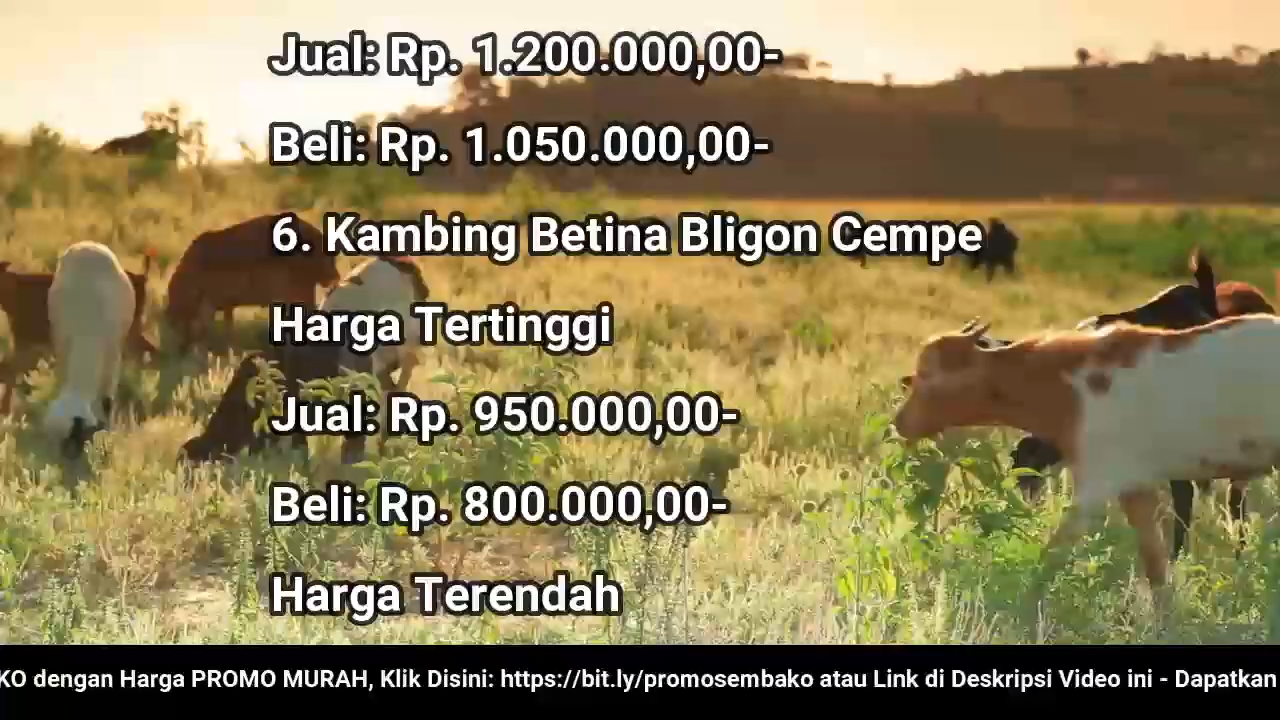 Jual: Rp. 1.200.000,00-
Beli: Rp. 1.050.000,00-
6. Kambing Betina Bligon Cempe
Harga Tertinggi
Jual: Rp. 950.000,00-
Beli: Rp. 800.000,00-
Harga Terendah
KO dengan Harga PROMO MURAH, Klik Disini: https://bit.ly/promosembako atau Link di Deskripsi Video ini - Dapatkan